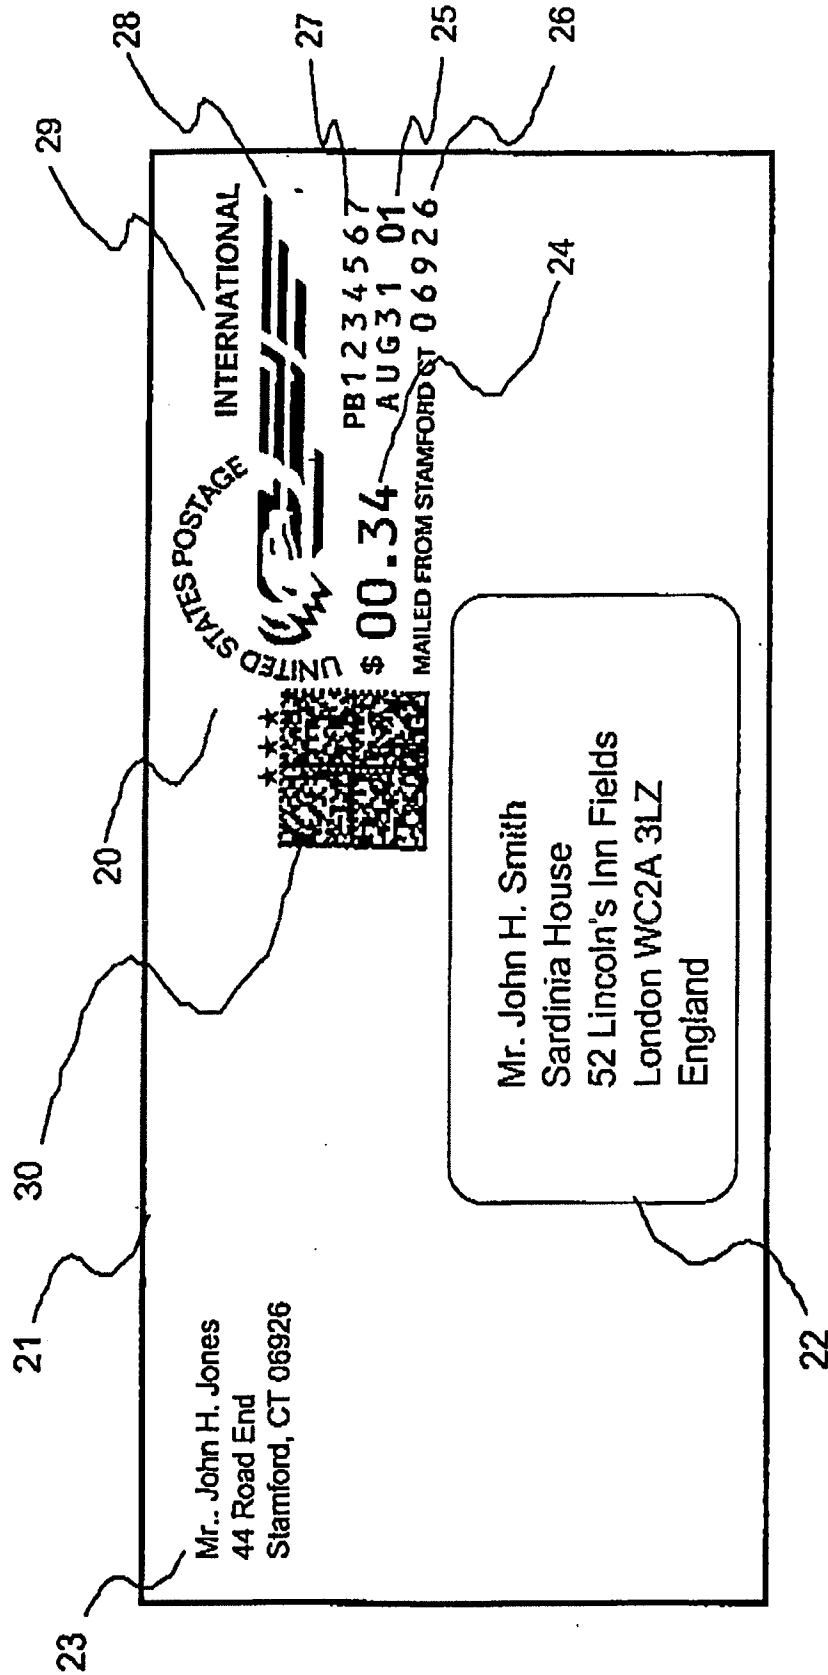 23
21
30
20
29
28
27
25
26
24
22
Mr.. John H. Jones
44 Road End
Stamford, CT 06926
UNITED STATES POSTAGE
INTERNATIONAL
★★★
$ 00.34
PB1234567
AUG31 01
MAILED FROM STAMFORD CT 06926
Mr. John H. Smith
Sardinia House
52 Lincoln's Inn Fields
London WC2A 3LZ
England